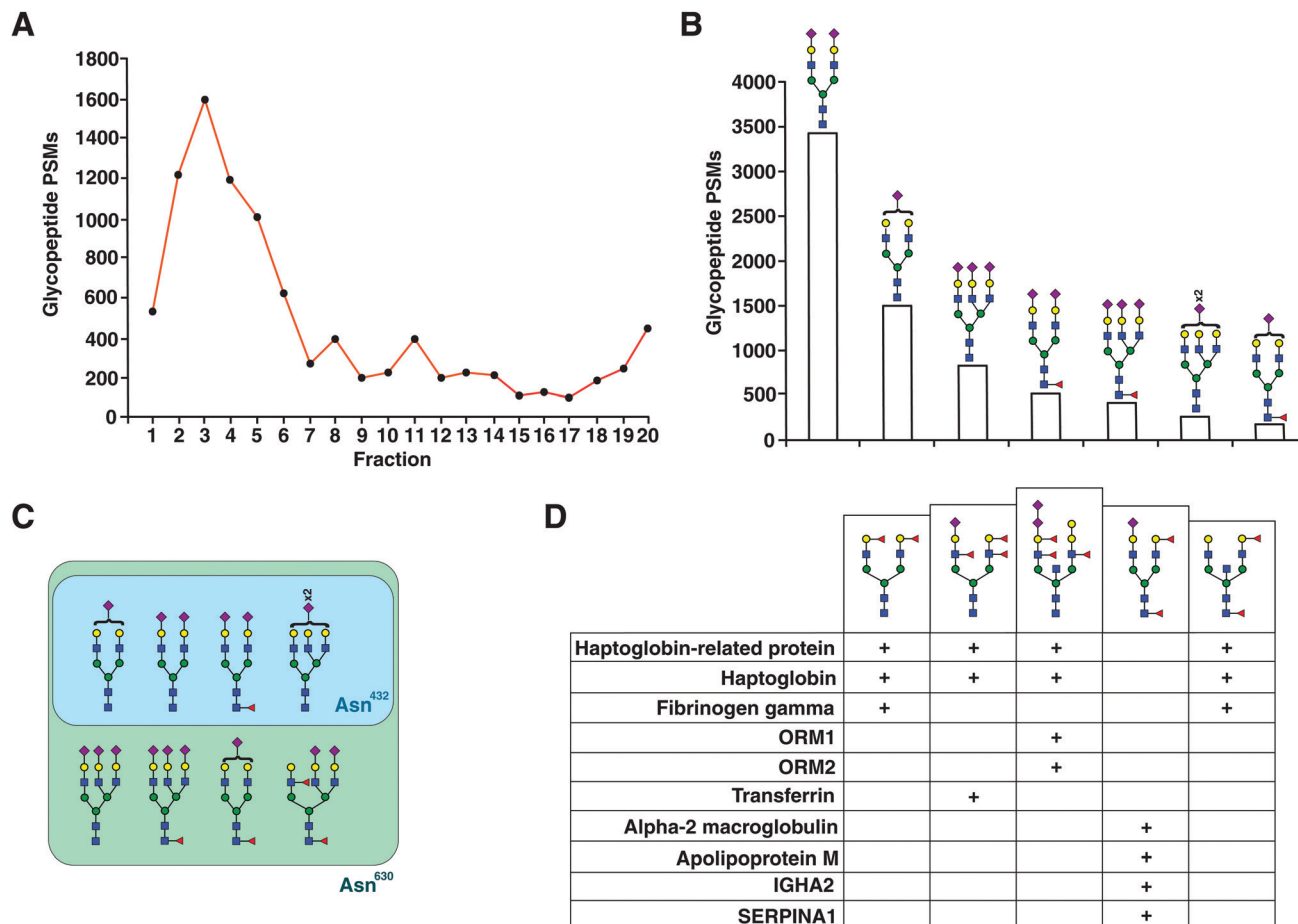 A
1800
1600
1400
1200
1000
800
600
400
200
0
Glycopeptide PSMs
1 2 3 4 5 6 7 8 9 10 11 12 13 14 15 16 17 18 19 20
Fraction
B
4000
3500
3000
2500
2000
1500
1000
500
0
Glycopeptide PSMs
x2
C
x2
Asn432
Asn630
D
Haptoglobin-related protein + + + +
Haptoglobin + + + +
Fibrinogen gamma + +
ORM1 +
ORM2 +
Transferrin +
Alpha-2 macroglobulin +
Apolipoprotein M +
IGHA2 +
SERPINA1 +